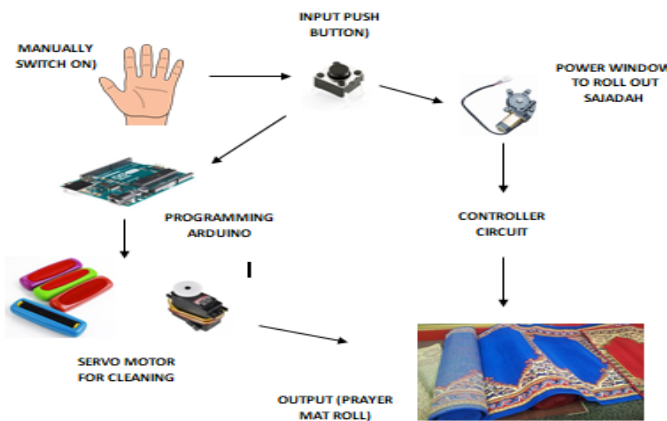 INPUT PUSH
BUTTON)
MANUALLY
SWITCH ON)
POWER WINDOW
TO ROLL OUT
SAJADAH
PROGRAMMING
ARDUINO
CONTROLLER
CIRCUIT
SERVO MOTOR
FOR CLEANING
OUTPUT (PRAYER
MAT ROLL)